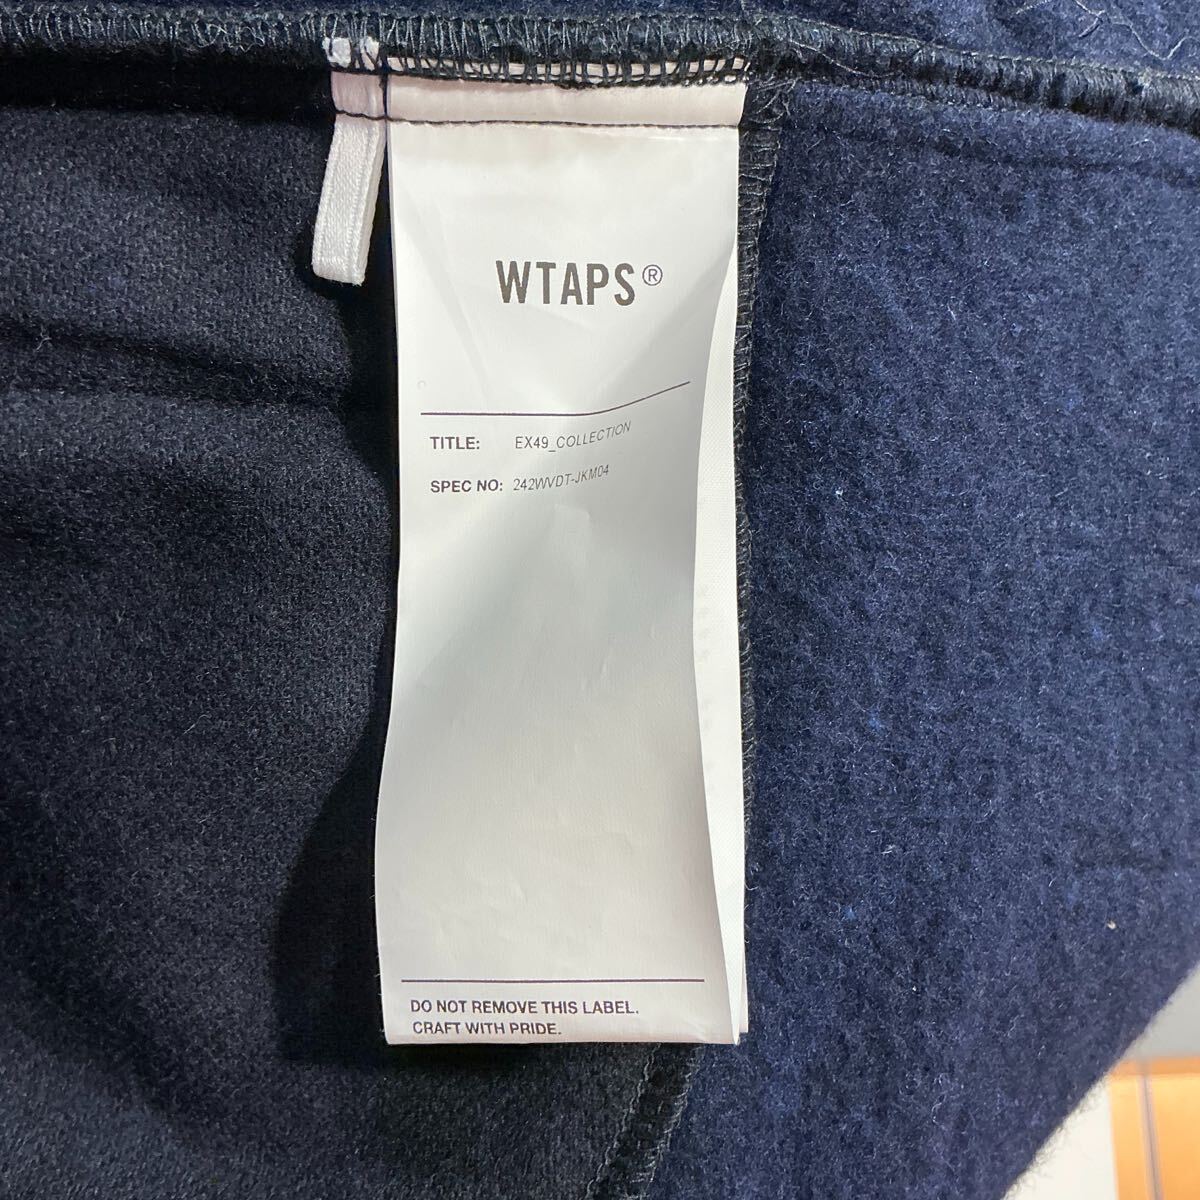 WTAPS®
TITLE: EX49_COLLECTION
SPEC NO: 242WVDT-JKM04
DO NOT REMOVE THIS LABEL.
CRAFT WITH PRIDE.